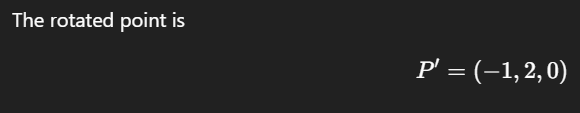 The rotated point is
P′ = (−1, 2, 0)